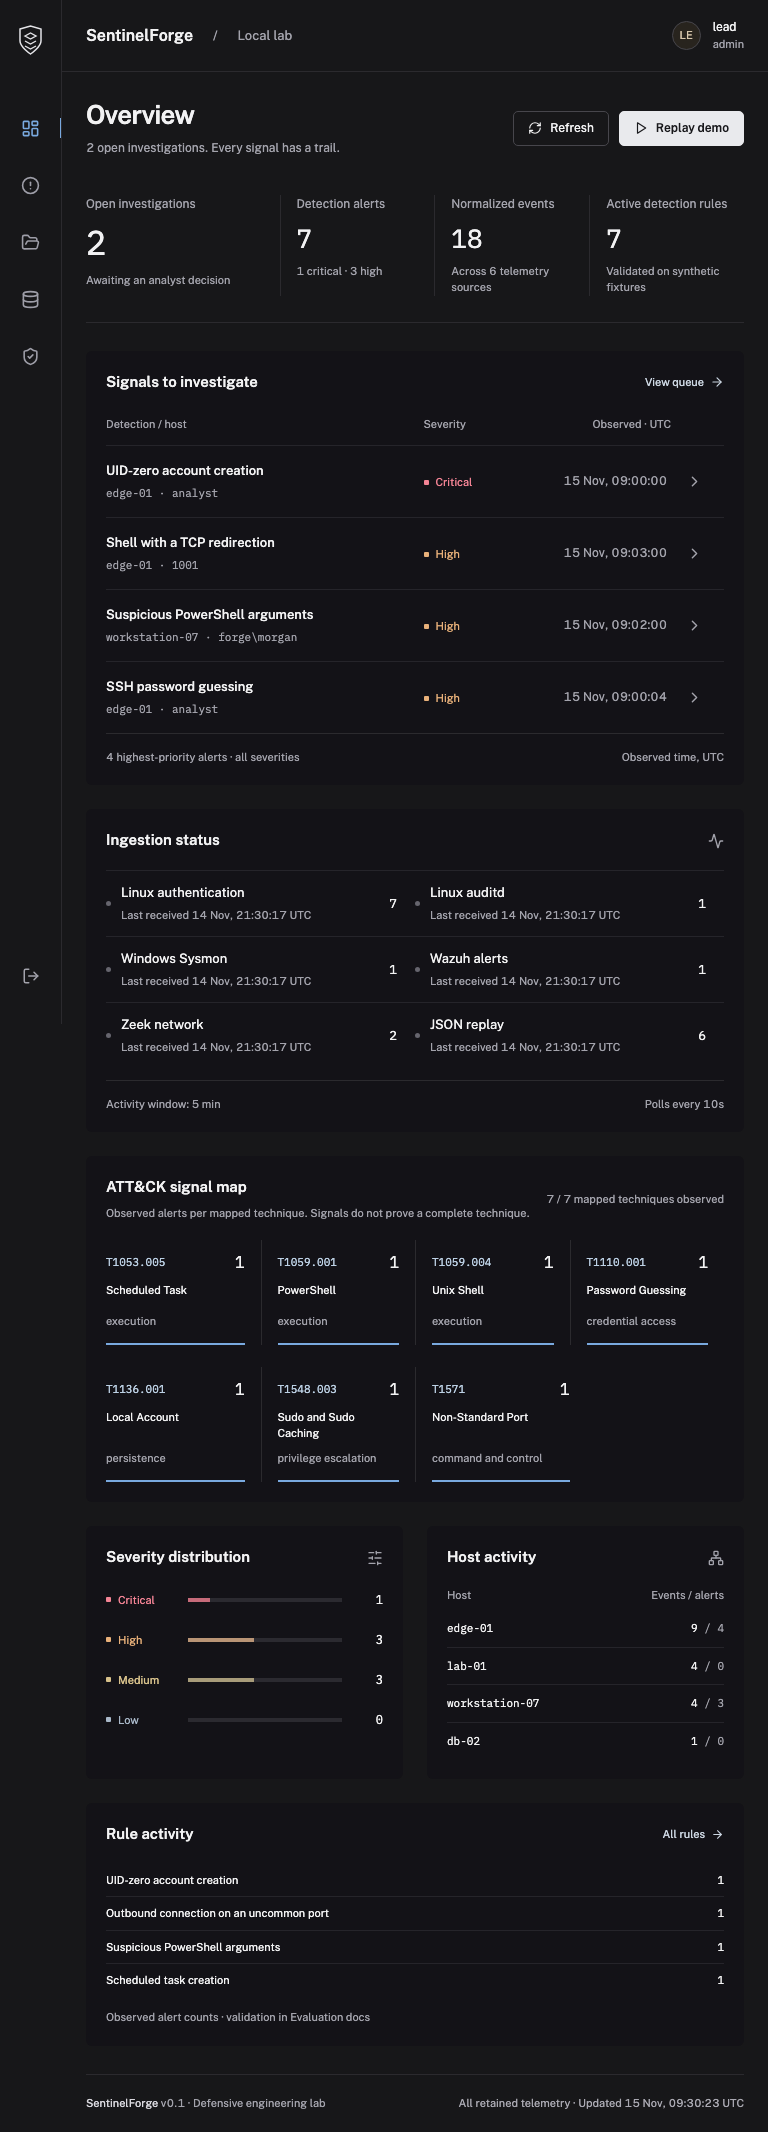 SentinelForge / Local lab
LE lead
admin
Overview
2 open investigations. Every signal has a trail.
Refresh
Replay demo
Open investigations
2
Awaiting an analyst decision
Detection alerts
7
1 critical · 3 high
Normalized events
18
Across 6 telemetry
sources
Active detection rules
7
Validated on synthetic
fixtures
Signals to investigate View queue
Detection / host Severity Observed · UTC
UID-zero account creation
edge-01 · analyst
Critical 15 Nov, 09:00:00
Shell with a TCP redirection
edge-01 · 1001
High 15 Nov, 09:03:00
Suspicious PowerShell arguments
workstation-07 · forge\morgan
High 15 Nov, 09:02:00
SSH password guessing
edge-01 · analyst
High 15 Nov, 09:00:04
4 highest-priority alerts · all severities Observed time, UTC
Ingestion status
Linux authentication
Last received 14 Nov, 21:30:17 UTC
7
Linux auditd
Last received 14 Nov, 21:30:17 UTC
1
Windows Sysmon
Last received 14 Nov, 21:30:17 UTC
1
Wazuh alerts
Last received 14 Nov, 21:30:17 UTC
1
Zeek network
Last received 14 Nov, 21:30:17 UTC
2
JSON replay
Last received 14 Nov, 21:30:17 UTC
6
Activity window: 5 min Polls every 10s
ATT&CK signal map
Observed alerts per mapped technique. Signals do not prove a complete technique.
7 / 7 mapped techniques observed
T1053.005 1
Scheduled Task
execution
T1059.001 1
PowerShell
execution
T1059.004 1
Unix Shell
execution
T1110.001 1
Password Guessing
credential access
T1136.001 1
Local Account
persistence
T1548.003 1
Sudo and Sudo
Caching
privilege escalation
T1571 1
Non-Standard Port
command and control
Severity distribution
Critical 1
High 3
Medium 3
Low 0
Host activity
Host Events / alerts
edge-01 9 / 4
lab-01 4 / 0
workstation-07 4 / 3
db-02 1 / 0
Rule activity All rules
UID-zero account creation 1
Outbound connection on an uncommon port 1
Suspicious PowerShell arguments 1
Scheduled task creation 1
Observed alert counts · validation in Evaluation docs
SentinelForge v0.1 · Defensive engineering lab All retained telemetry · Updated 15 Nov, 09:30:23 UTC